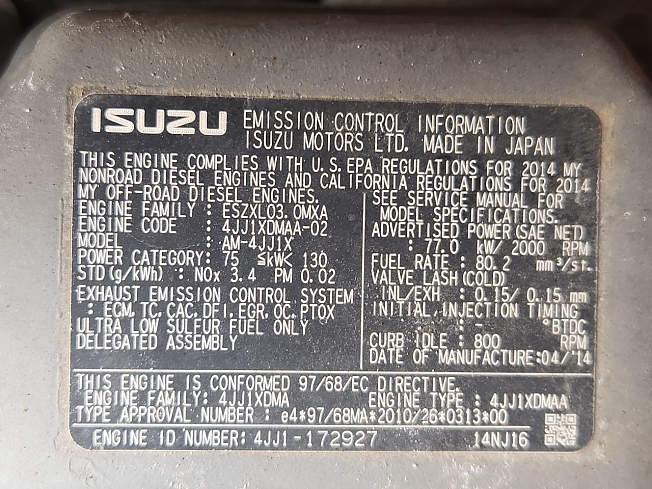 ISUZU EMISSION CONTROL INFORMATION
ISUZU MOTORS LTD. MADE IN JAPAN
THIS ENGINE COMPLIES WITH U.S.EPA REGULATIONS FOR 2014 MY
NONROAD DIESEL ENGINES AND CALIFORNIA REGULATIONS FOR 2014
MY OFF-ROAD DIESEL ENGINES.
ENGINE FAMILY : ESZXL03.0MXA
ENGINE CODE : 4JJ1XDMAA-02
MODEL : AM-4JJ1X
POWER CATEGORY: 75 ≤kW< 130
STD(g/kWh) : NOx 3.4 PM 0.02
EXHAUST EMISSION CONTROL SYSTEM
: ECM, TC, CAC, DFI, EGR, OC, PTOX
ULTRA LOW SULFUR FUEL ONLY
DELEGATED ASSEMBLY
SEE SERVICE MANUAL FOR
MODEL SPECIFICATIONS.
ADVERTISED POWER(SAE NET)
: 77.0 kW/ 2000 RPM
FUEL RATE : 80.2 mm³/st.
VALVE LASH(COLD)
INL/EXH : 0.15/ 0.15 mm
INITIAL INJECTION TIMING
: - °BTDC
CURB IDLE : 800 RPM
DATE OF MANUFACTURE:04/'14
THIS ENGINE IS CONFORMED 97/68/EC DIRECTIVE.
ENGINE FAMILY: 4JJ1XDMA ENGINE TYPE : 4JJ1XDMAA
TYPE APPROVAL NUMBER : e4*97/68MA*2010/26*0313*00
ENGINE ID NUMBER: 4JJ1-172927 14NJ16